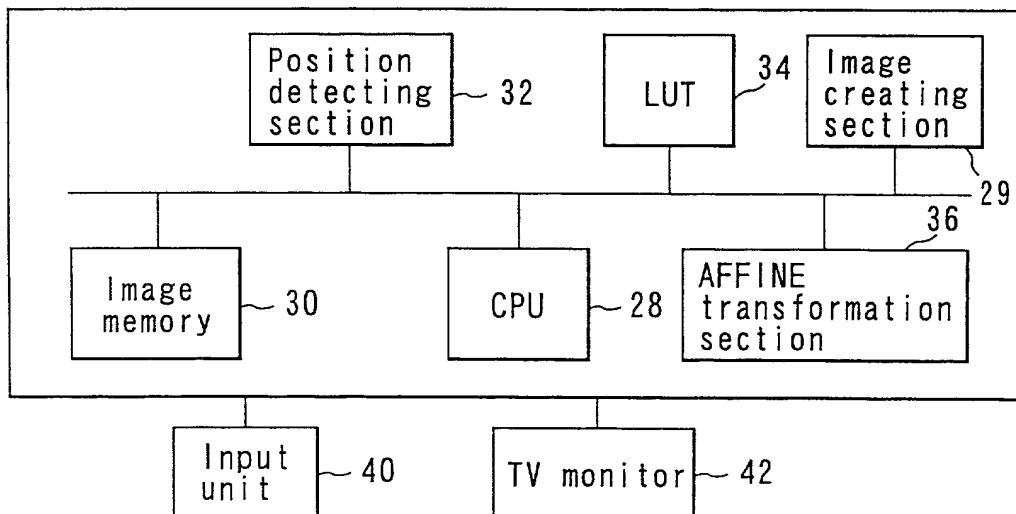 Position
detecting
section
32
LUT
34
Image
creating
section
29
Image
memory
30
CPU
28
36
AFFINE
transformation
section
Input
unit
40
TV monitor
42